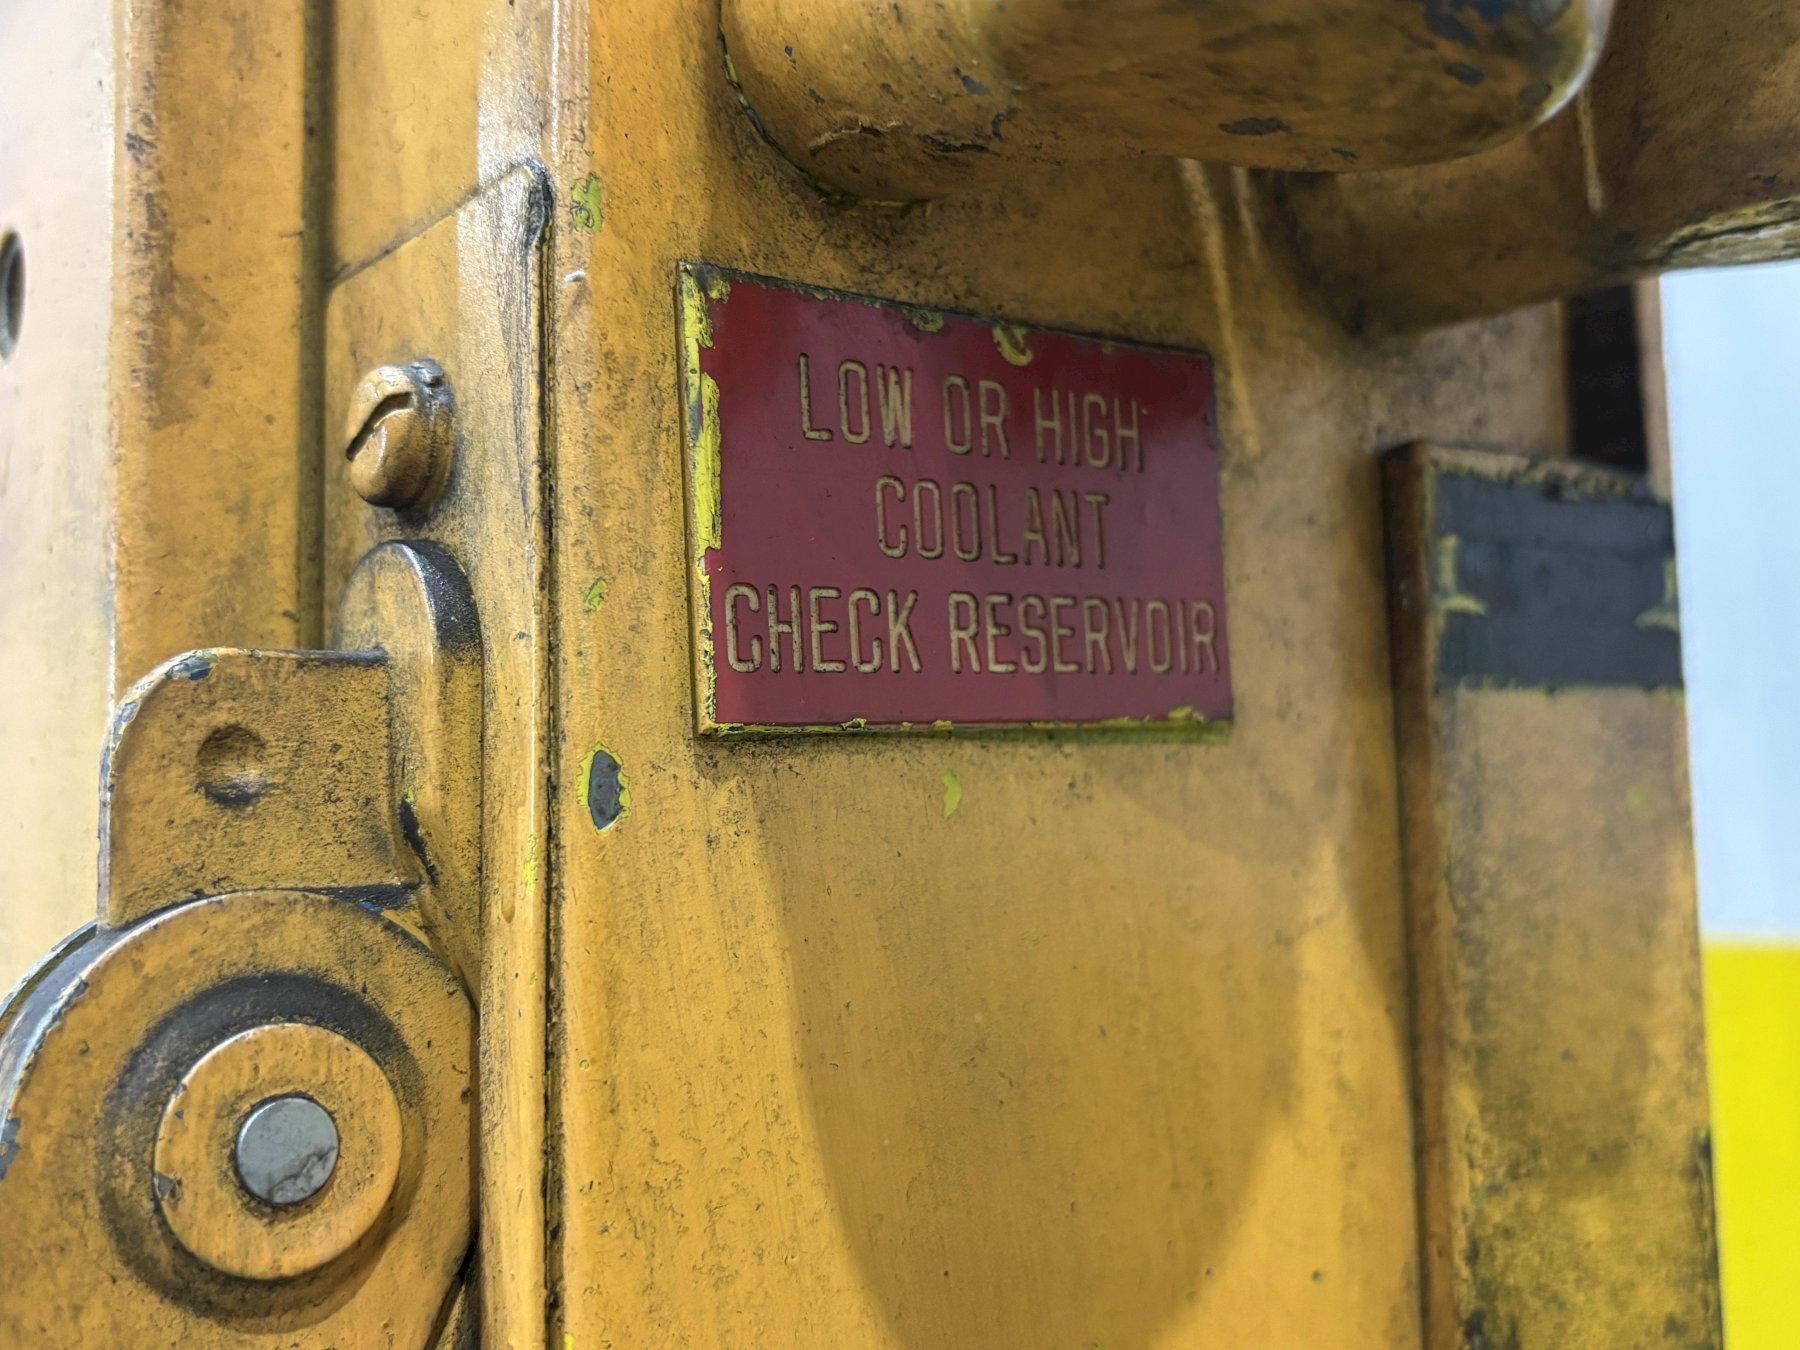 LOW OR HIGH
COOLANT
CHECK RESERVOIR